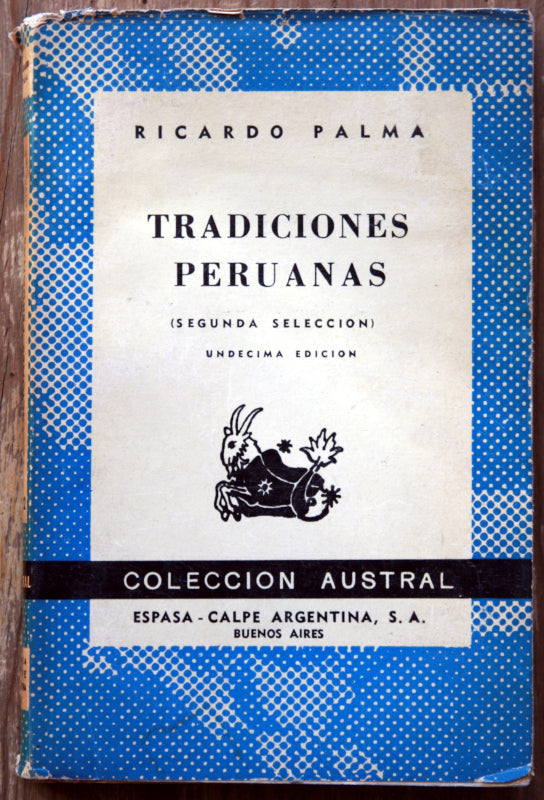 RICARDO PALMA
TRADICIONES
PERUANAS
(SEGUNDA SELECCION)
UNDECIMA EDICION
COLECCION AUSTRAL
ESPASA - CALPE ARGENTINA, S. A.
BUENOS AIRES